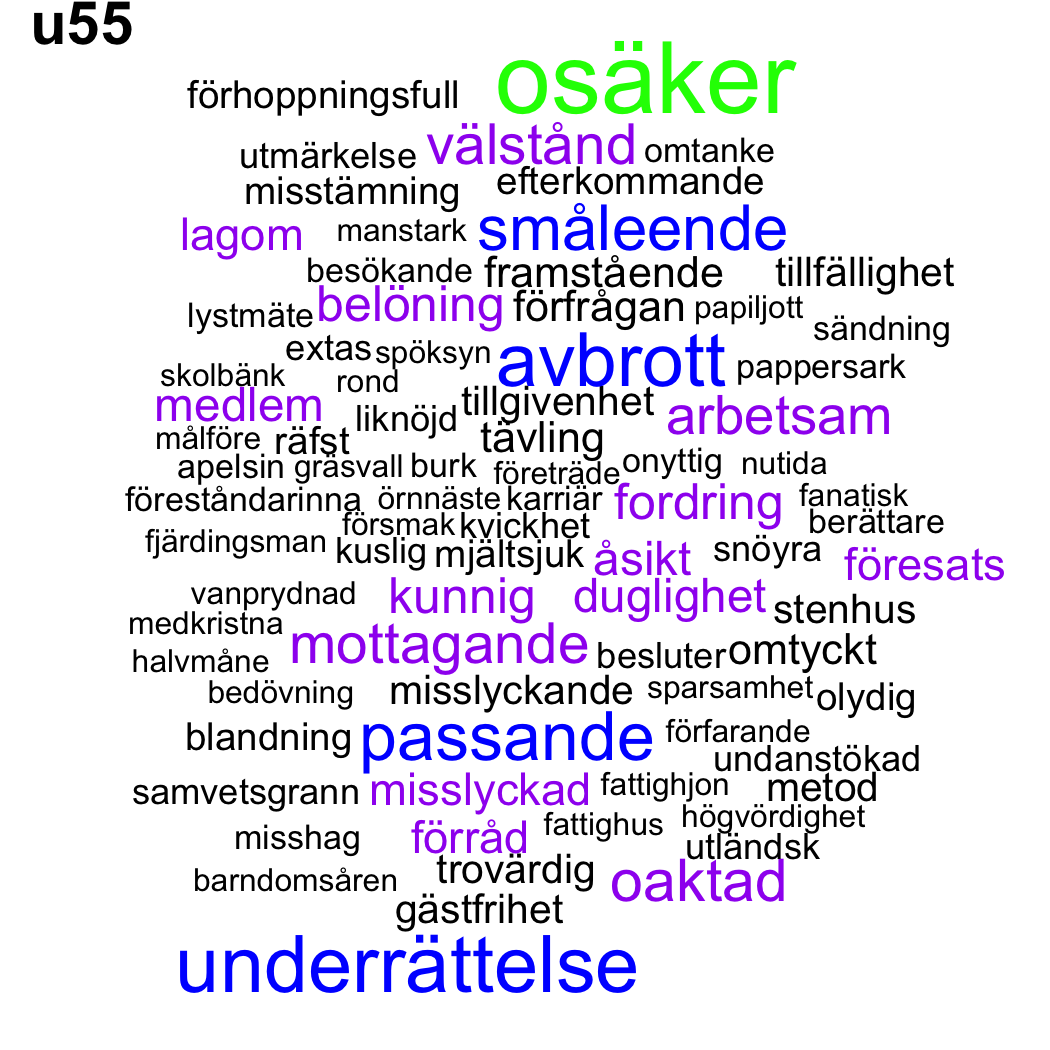 u55
förhoppningsfull osäker
utmärkelse välstånd omtanke
misstämning efterkommande
lagom manstark småleende
besökande framstående tillfällighet
lystmäte belöning förfrågan papiljott
sändning
extas spöksyn avbrott pappersark
skolbänk rond
medlem liknöjd tillgivenhet arbetsam
målföre räfst tävling
apelsin gräsvall burk företräde onyttig nutida
föreståndarinna örnnäste karriär fordring fanatisk
försmak kvickhet berättare
fjärdingsman kuslig mjältsjuk åsikt snöyra föresats
vanprydnad kunnig duglighet stenhus
medkristna
halvmåne mottagande besluter omtyckt
bedövning misslyckande sparsamhet olydig
blandning passande förfarande
undanstökad
samvetsgrann misslyckad fattighjon metod
misshag förråd fattighus högvördighet
utländsk
barndomsåren trovärdig oaktad
gästfrihet
underrättelse